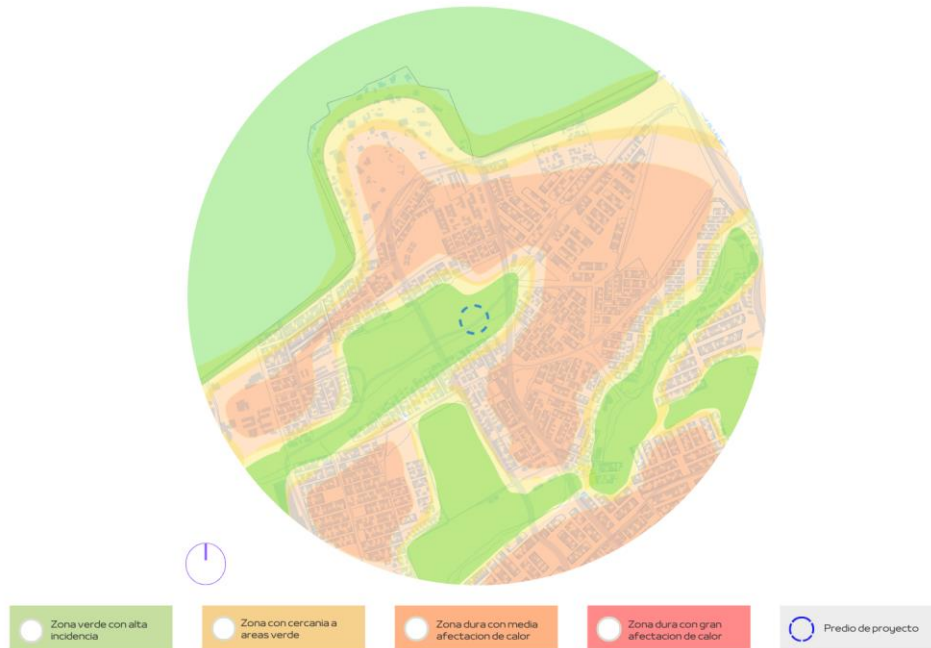 Zona verde con alta
incidencia
Zona con cercania a
areas verde
Zona dura con media
afectacion de calor
Zona dura con gran
afectacion de calor
Predio de proyecto